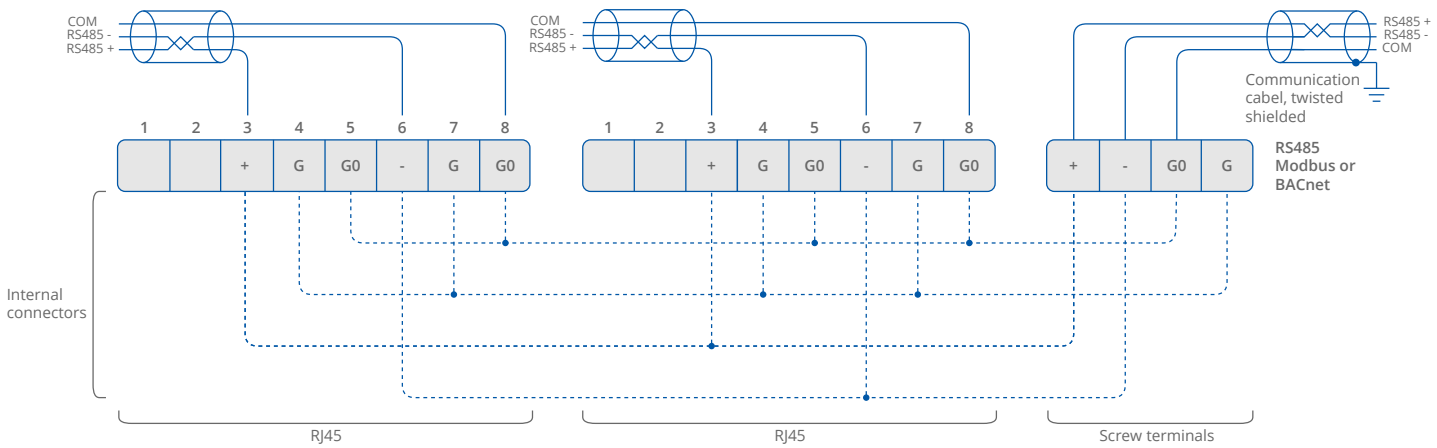 COM
RS485 -
RS485 +
COM
RS485 -
RS485 +
RS485 +
RS485 -
COM
Communication
cabel, twisted
shielded
1 2 3 4 5 6 7 8
1 2 3 4 5 6 7 8
+ G G0 - G G0
+ G G0 - G G0
+ - G0 G
RS485
Modbus or
BACnet
Internal
connectors
RJ45
RJ45
Screw terminals